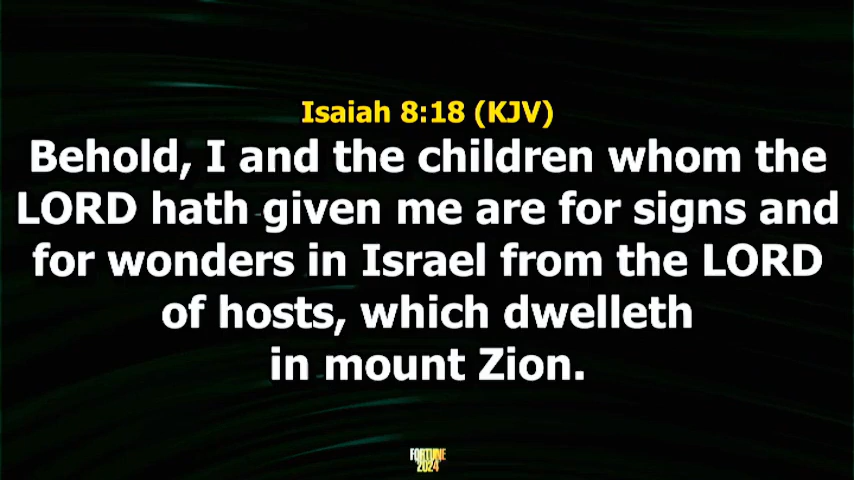 Isaiah 8:18 (KJV)
Behold, I and the children whom the
LORD hath given me are for signs and
for wonders in Israel from the LORD
of hosts, which dwelleth
in mount Zion.
FORTUNE
2024